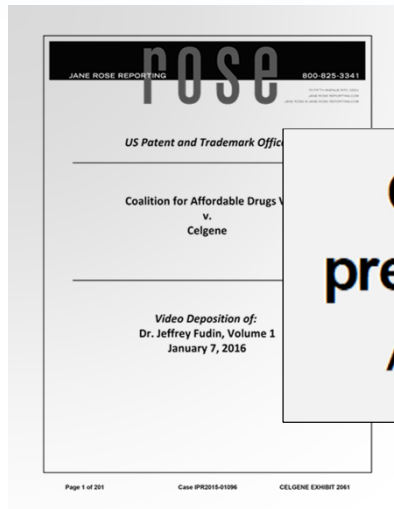 rose
JANE ROSE REPORTING 800-825-3341
US Patent and Trademark Offic
Coalition for Affordable Drugs V
v.
Celgene
Video Deposition of:
Dr. Jeffrey Fudin, Volume 1
January 7, 2016
pre
Page 1 of 201 Case IPR2015-01096 CELGENE EXHIBIT 2061